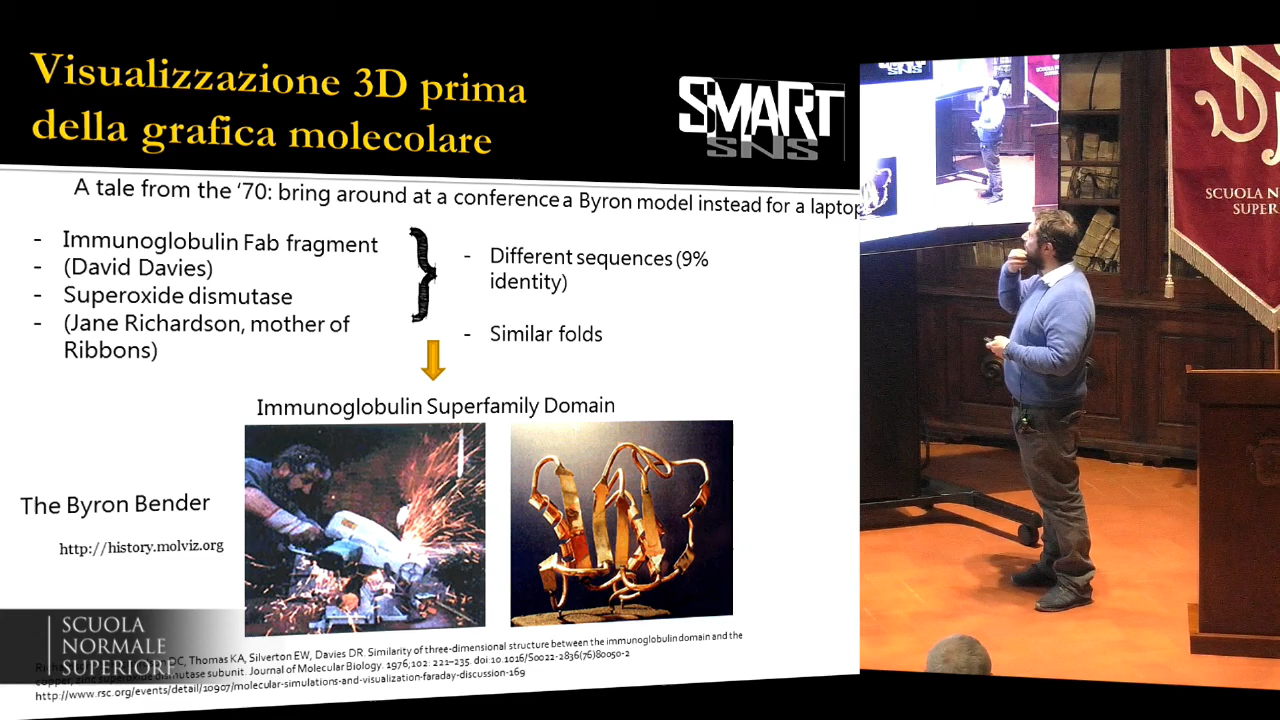 Visualizzazione 3D prima
della grafica molecolare
SMART
SNS
A tale from the '70: bring around at a conference a Byron model instead for a laptop
- Immunoglobulin Fab fragment
- (David Davies)
- Superoxide dismutase
- (Jane Richardson, mother of
Ribbons)
- Different sequences (9%
identity)
- Similar folds
Immunoglobulin Superfamily Domain
The Byron Bender
http://history.molviz.org
SCUOLA
NORMALE
SUPERIORE
DC, Thomas KA, Silverton EW, Davies DR. Similarity of three-dimensional structure between the immunoglobulin domain and the
copper, zinc superoxide dismutase subunit. Journal of Molecular Biology. 1976;102: 221–235. doi:10.1016/S0022-2836(76)80050-2
http://www.rsc.org/events/detail/10907/molecular-simulations-and-visualization-faraday-discussion-169
SNS
SCUOLA N
SUPER